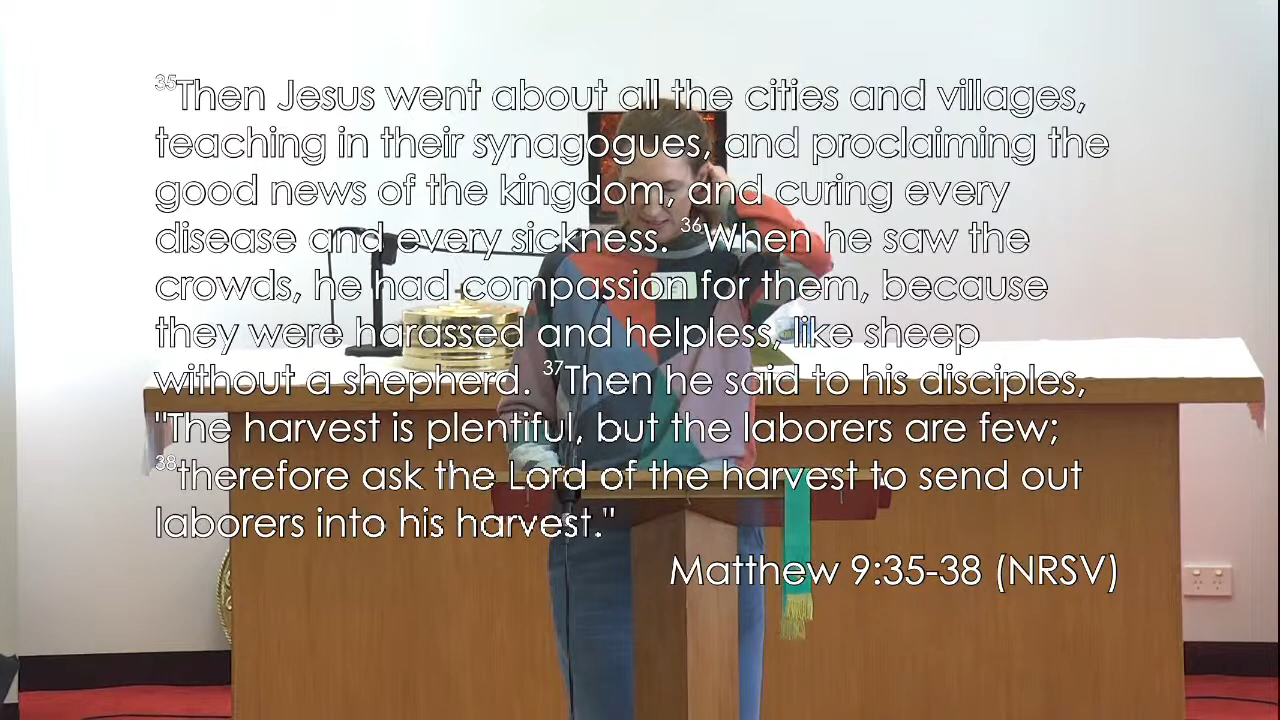 ³⁵Then Jesus went about all the cities and villages,
teaching in their synagogues, and proclaiming the
good news of the kingdom, and curing every
disease and every sickness. ³⁶When he saw the
crowds, he had compassion for them, because
they were harassed and helpless, like sheep
without a shepherd. ³⁷Then he said to his disciples,
"The harvest is plentiful, but the laborers are few;
³⁸therefore ask the Lord of the harvest to send out
laborers into his harvest."
Matthew 9:35-38 (NRSV)